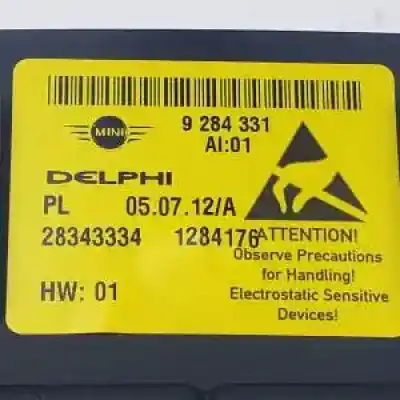 MINI
9 284 331
AI:01
DELPHI
PL 05.07.12/A
28343334 1284176
ATTENTION!
Observe Precautions
for Handling!
HW: 01
Electrostatic Sensitive
Devices!